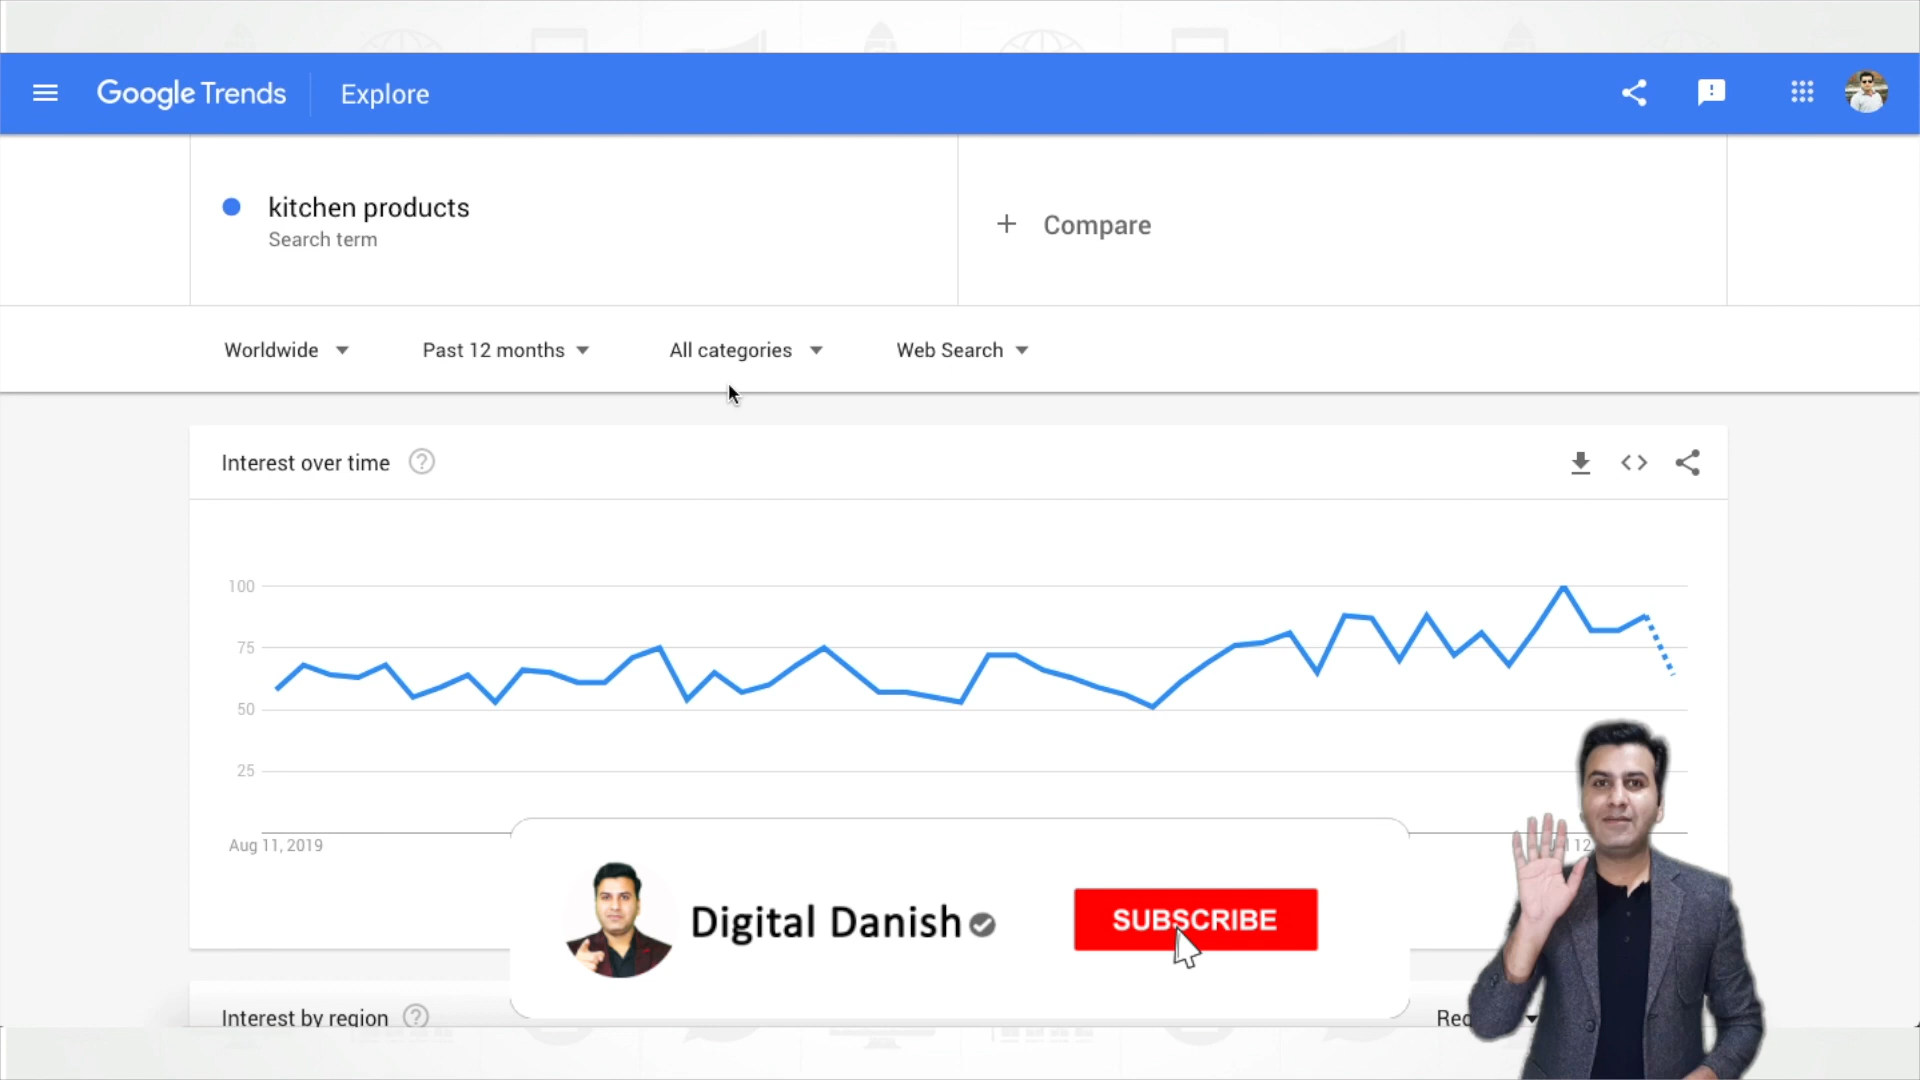 Google Trends
Explore
kitchen products
Search term
+ Compare
Worldwide
Past 12 months
All categories
Web Search
Interest over time
100
75
50
25
Aug 11, 2019
12
Digital Danish
SUBSCRIBE
Interest by region